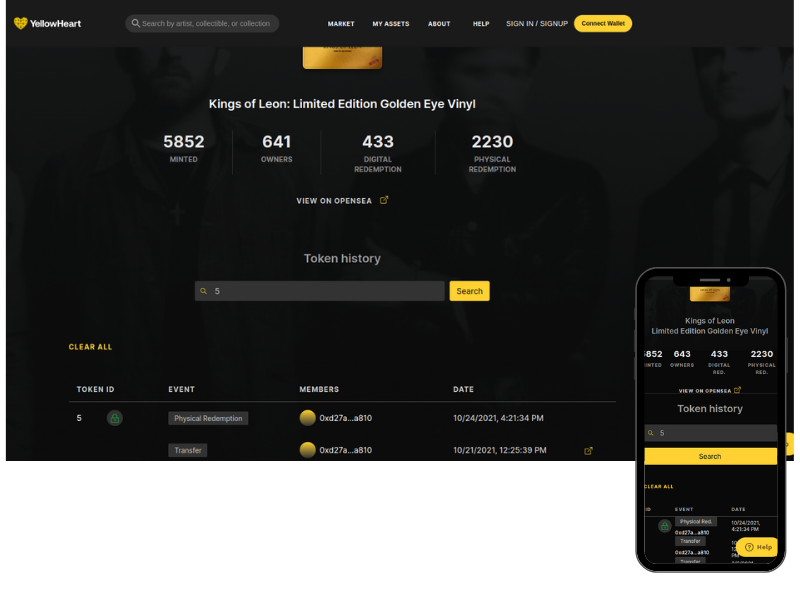 YellowHeart
Search by artist, collectible, or collection
MARKET MY ASSETS ABOUT HELP SIGN IN / SIGNUP Connect Wallet
Kings of Leon: Limited Edition Golden Eye Vinyl
5852 641 433 2230
MINTED OWNERS DIGITAL REDEMPTION PHYSICAL REDEMPTION
VIEW ON OPENSEA
Token history
5 Search
CLEAR ALL
TOKEN ID EVENT MEMBERS DATE
5 Physical Redemption 0xd27a...a810 10/24/2021, 4:21:34 PM
Transfer 0xd27a...a810 10/21/2021, 12:25:39 PM
Kings of Leon
Limited Edition Golden Eye Vinyl
5852 643 433 2230
INTED OWNERS DIGITAL RED. PHYSICAL RED.
VIEW ON OPENSEA
Token history
5
Search
CLEAR ALL
ID EVENT DATE
Physical Red. 10/24/2021,
4:21:34 PM
0xd27a...a810
Transfer
0xd27a...a810 PM
Transfer
Help